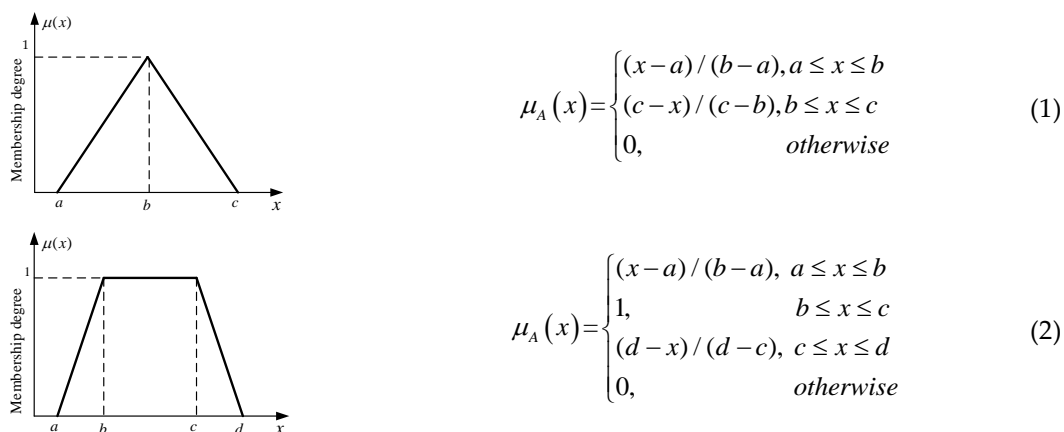 μ(x)
1
Membership degree
a b c x
μ_A(x)={(x−a)/(b−a), a≤x≤b
(c−x)/(c−b), b≤x≤c
0, otherwise
(1)
μ(x)
1
Membership degree
a b c d x
μ_A(x)={(x−a)/(b−a), a≤x≤b
1, b≤x≤c
(d−x)/(d−c), c≤x≤d
0, otherwise
(2)